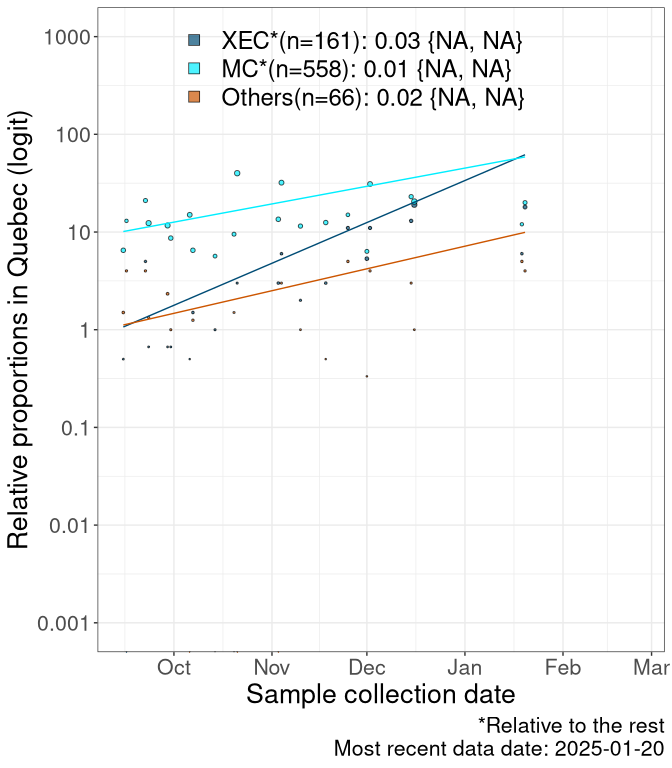 XEC*(n=161): 0.03 {NA, NA}
MC*(n=558): 0.01 {NA, NA}
Others(n=66): 0.02 {NA, NA}
Relative proportions in Quebec (logit)
1000
100
10
1
0.1
0.01
0.001
Oct Nov Dec Jan Feb Mar
Sample collection date
*Relative to the rest
Most recent data date: 2025-01-20